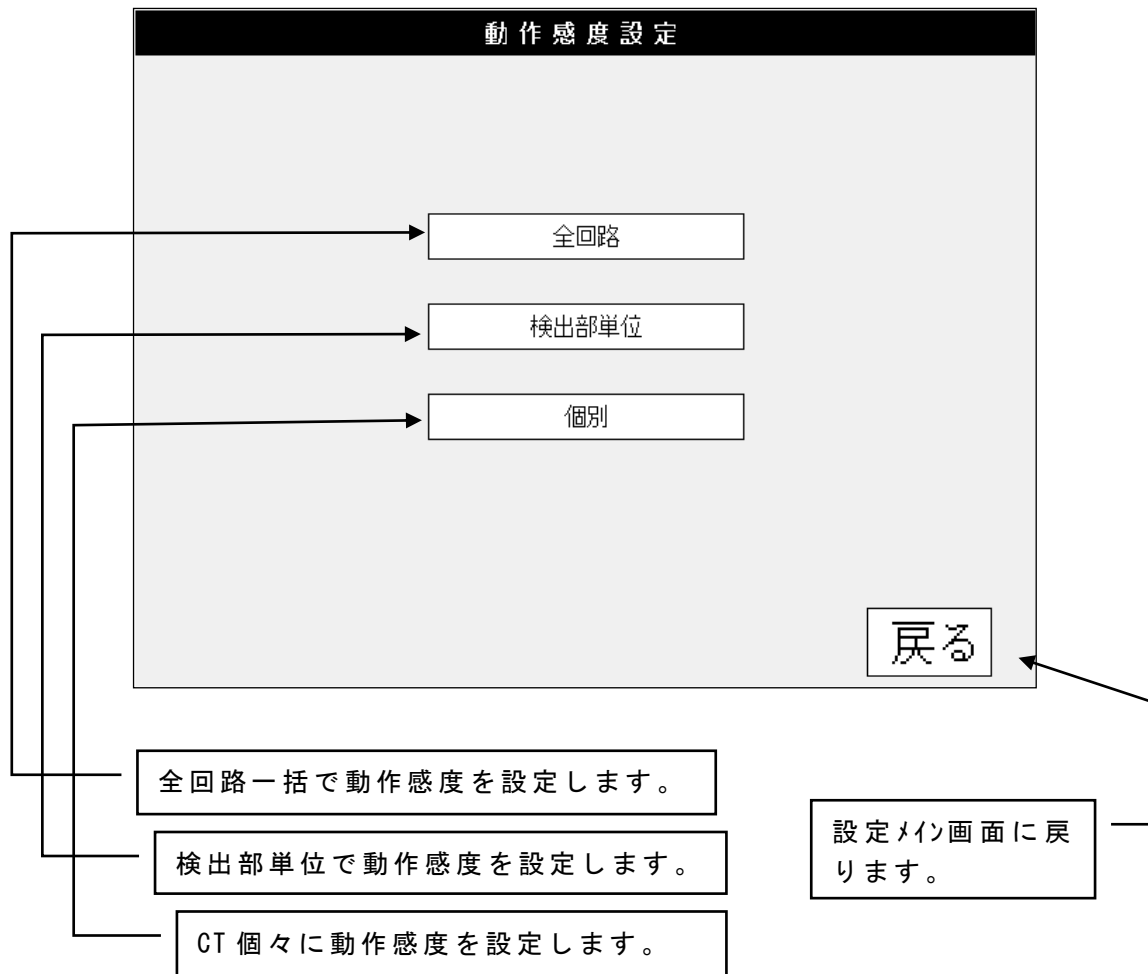 動作感度設定
全回路
検出部単位
個別
戻る
全回路一括で動作感度を設定します。
検出部単位で動作感度を設定します。
CT個々に動作感度を設定します。
設定ﾒｲﾝ画面に戻
ります。